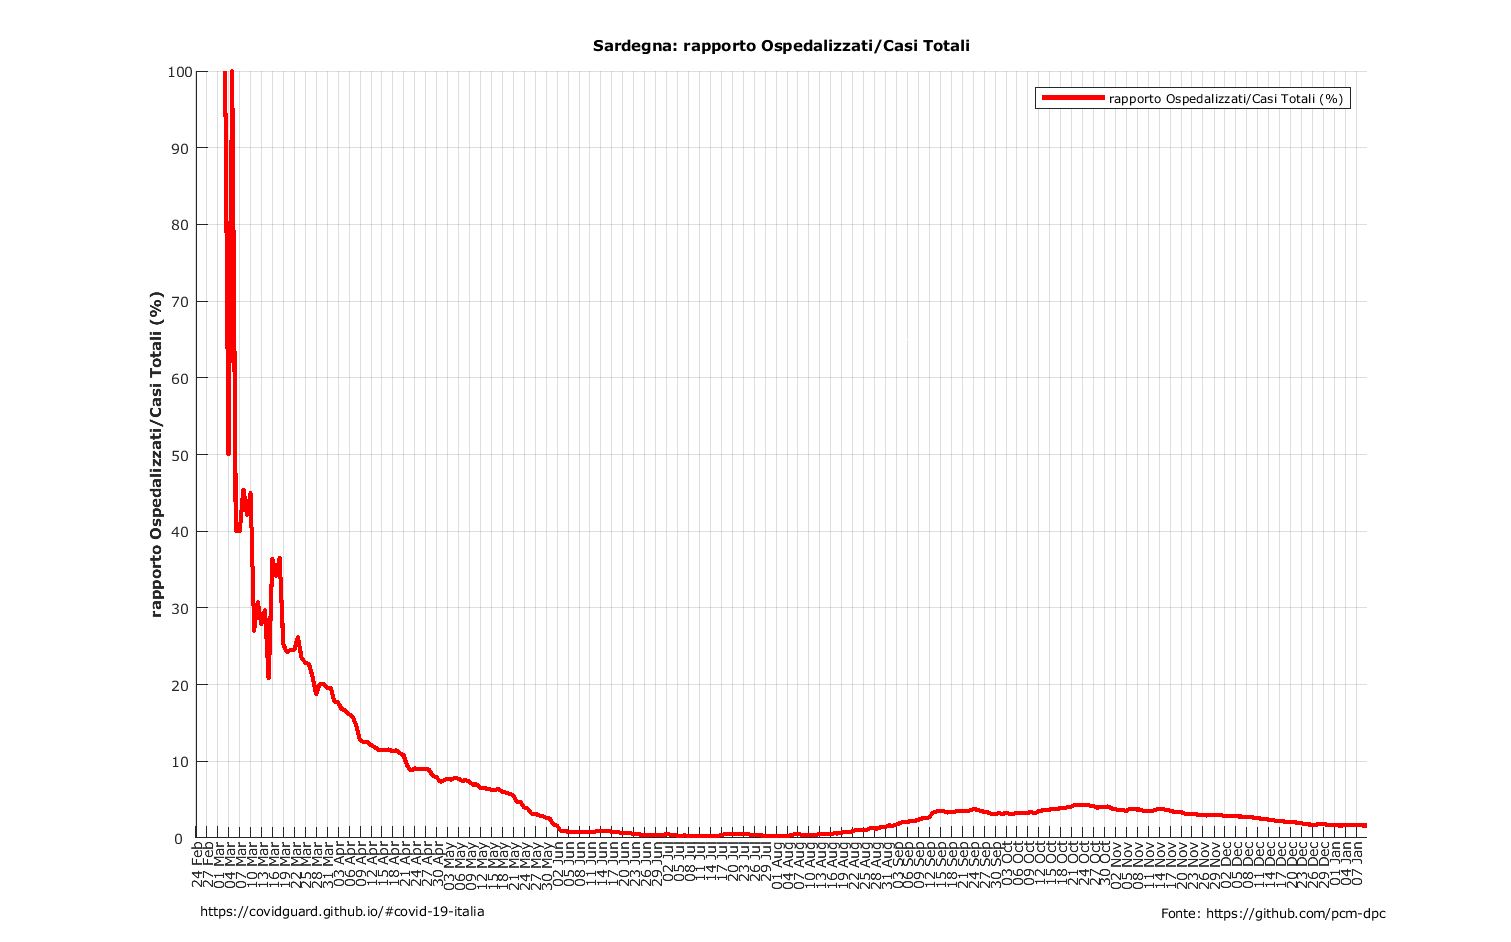 Sardegna: rapporto Ospedalizzati/Casi Totali
rapporto Ospedalizzati/Casi Totali (%)
rapporto Ospedalizzati/Casi Totali (%)
100
90
80
70
60
50
40
30
20
10
0
24 Feb
27 Feb
01 Mar
04 Mar
07 Mar
10 Mar
13 Mar
16 Mar
19 Mar
22 Mar
25 Mar
28 Mar
31 Mar
03 Apr
06 Apr
09 Apr
12 Apr
15 Apr
18 Apr
21 Apr
24 Apr
27 Apr
30 Apr
03 May
06 May
09 May
12 May
15 May
18 May
21 May
24 May
27 May
30 May
02 Jun
05 Jun
08 Jun
11 Jun
14 Jun
17 Jun
20 Jun
23 Jun
26 Jun
29 Jun
02 Jul
05 Jul
08 Jul
11 Jul
14 Jul
17 Jul
20 Jul
23 Jul
26 Jul
29 Jul
01 Aug
04 Aug
07 Aug
10 Aug
13 Aug
16 Aug
19 Aug
22 Aug
25 Aug
28 Aug
31 Aug
03 Sep
06 Sep
09 Sep
12 Sep
15 Sep
18 Sep
21 Sep
24 Sep
27 Sep
30 Sep
03 Oct
06 Oct
09 Oct
12 Oct
15 Oct
18 Oct
21 Oct
24 Oct
27 Oct
30 Oct
02 Nov
05 Nov
08 Nov
11 Nov
14 Nov
17 Nov
20 Nov
23 Nov
26 Nov
29 Nov
02 Dec
05 Dec
08 Dec
11 Dec
14 Dec
17 Dec
20 Dec
23 Dec
26 Dec
29 Dec
01 Jan
04 Jan
07 Jan
https://covidguard.github.io/#covid-19-italia
Fonte: https://github.com/pcm-dpc